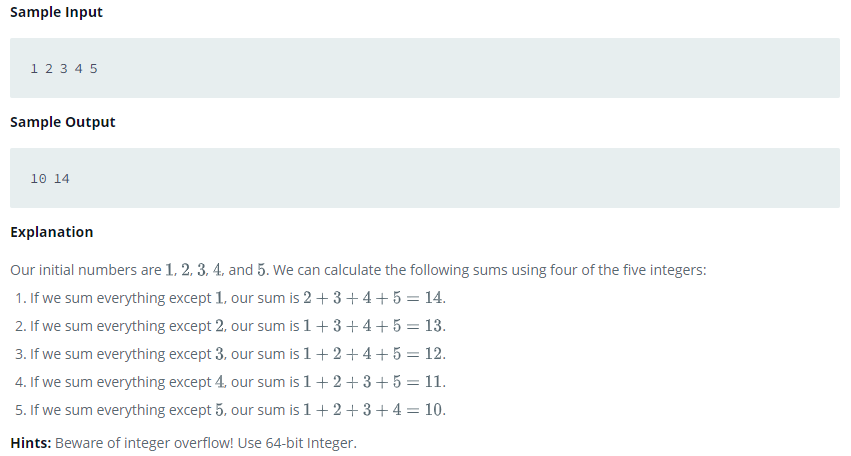 Sample Input
1 2 3 4 5
Sample Output
10 14
Explanation
Our initial numbers are 1, 2, 3, 4, and 5. We can calculate the following sums using four of the five integers:
1. If we sum everything except 1, our sum is 2 + 3 + 4 + 5 = 14.
2. If we sum everything except 2, our sum is 1 + 3 + 4 + 5 = 13.
3. If we sum everything except 3, our sum is 1 + 2 + 4 + 5 = 12.
4. If we sum everything except 4, our sum is 1 + 2 + 3 + 5 = 11.
5. If we sum everything except 5, our sum is 1 + 2 + 3 + 4 = 10.
Hints: Beware of integer overflow! Use 64-bit Integer.